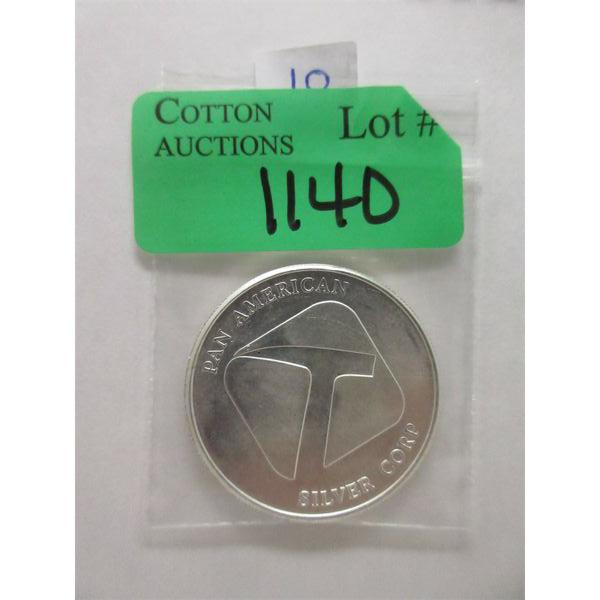 10
COTTON
AUCTIONS
Lot #
1140
PAN AMERICAN
SILVER CORP